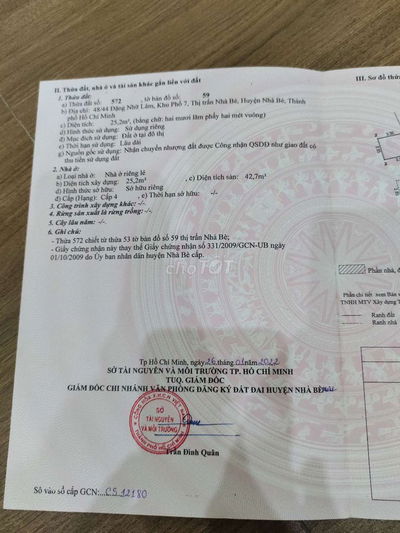 II. Thửa đất, nhà ở và tài sản khác gắn liền với đất
1. Thửa đất:
a) Thửa đất số: 572, tờ bản đồ số: 59
b) Địa chỉ: 48/44 Đặng Nhữ Lâm, Khu Phố 7, Thị trấn Nhà Bè, Huyện Nhà Bè, Thành
phố Hồ Chí Minh
c) Diện tích: 25,2m², (bằng chữ: hai mươi lăm phẩy hai mét vuông)
d) Hình thức sử dụng: Sử dụng riêng
đ) Mục đích sử dụng: Đất ở tại đô thị
e) Thời hạn sử dụng: Lâu dài
g) Nguồn gốc sử dụng: Nhận chuyển nhượng đất được Công nhận QSDĐ như giao đất có
thu tiền sử dụng đất
2. Nhà ở:
a) Loại nhà ở: Nhà ở riêng lẻ
b) Diện tích xây dựng: 25,2m² c) Diện tích sàn: 42,7m²
d) Hình thức sở hữu: Sở hữu riêng
đ) Cấp (Hạng): Cấp 4 e) Thời hạn sở hữu: -/-
3. Công trình xây dựng khác: -/-
4. Rừng sản xuất là rừng trồng: -/-
5. Cây lâu năm: -/-
6. Ghi chú:
- Thửa 572 chiết từ thửa 53 tờ bản đồ số 59 thị trấn Nhà Bè;
- Giấy chứng nhận này thay thế Giấy chứng nhận số 331/2009/GCN-UB ngày
01/10/2009 do Ủy ban nhân dân huyện Nhà Bè cấp.
choTỐT
Tp Hồ Chí Minh, ngày 26 tháng 01 năm 2022
SỞ TÀI NGUYÊN VÀ MÔI TRƯỜNG TP. HỒ CHÍ MINH
TUQ. GIÁM ĐỐC
GIÁM ĐỐC CHI NHÁNH VĂN PHÒNG ĐĂNG KÝ ĐẤT ĐAI HUYỆN NHÀ BÈ
SỞ
TÀI NGUYÊN
VÀ MÔI TRƯỜNG
Trần Đình Quân
Số vào sổ cấp GCN: CS 12180
III. Sơ đồ thửa
Phần nhà, đ
Phần chi tiết xem Bản v
TNHH MTV Xây dựng T
Ranh đất
Ranh nhà